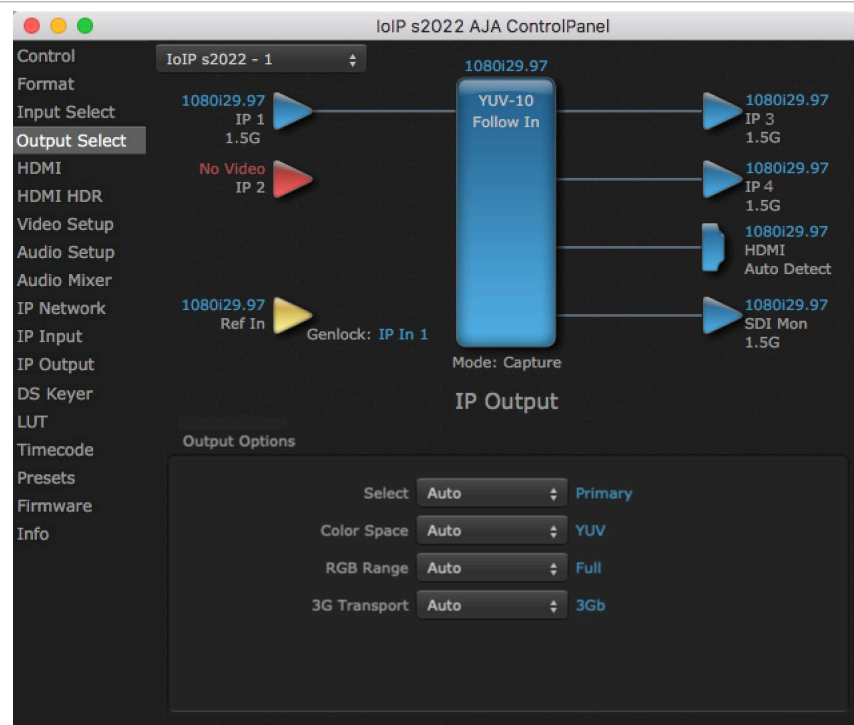 IoIP s2022 AJA ControlPanel
Control
Format
Input Select
Output Select
HDMI
HDMI HDR
Video Setup
Audio Setup
Audio Mixer
IP Network
IP Input
IP Output
DS Keyer
LUT
Timecode
Presets
Firmware
Info
IoIP s2022 - 1
1080i29.97
IP 1
1.5G
No Video
IP 2
1080i29.97
Ref In
Genlock: IP In 1
1080i29.97
YUV-10
Follow In
Mode: Capture
1080i29.97
IP 3
1.5G
1080i29.97
IP 4
1.5G
1080i29.97
HDMI
Auto Detect
1080i29.97
SDI Mon
1.5G
IP Output
Output Options
Select Auto Primary
Color Space Auto YUV
RGB Range Auto Full
3G Transport Auto 3Gb